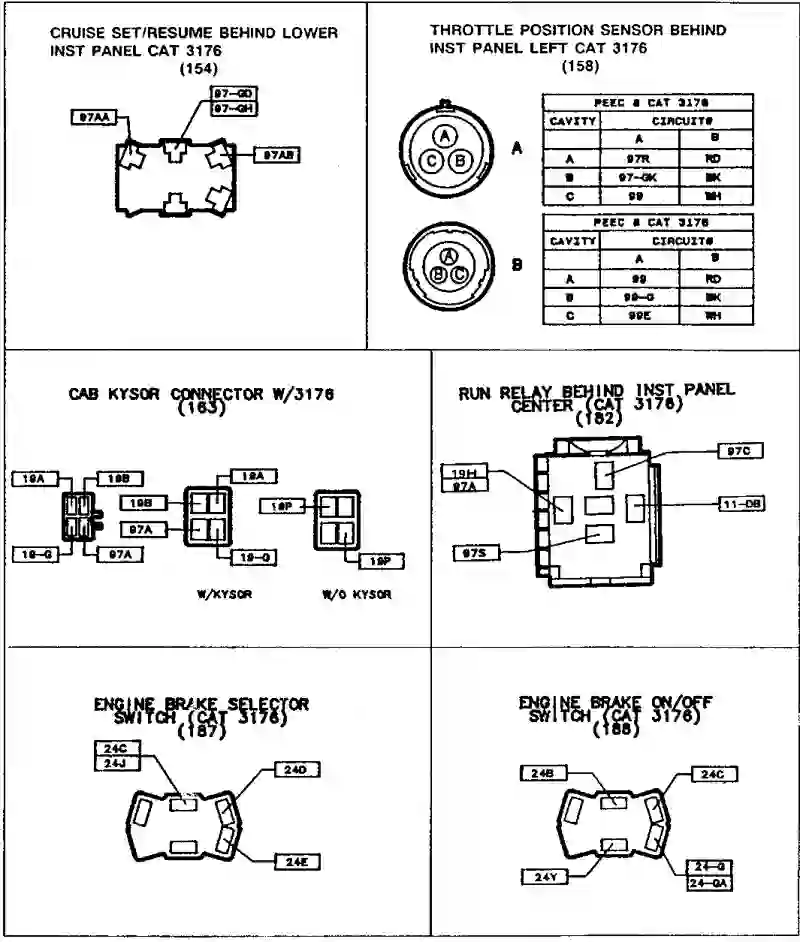 CRUISE SET/RESUME BEHIND LOWER
INST PANEL CAT 3176
(154)
97-GD
97-GH
97AA
97AB
THROTTLE POSITION SENSOR BEHIND
INST PANEL LEFT CAT 3176
(158)
A
C B
A
PEEC & CAT 3176
CAVITY CIRCUIT#
A B
A 97R RD
B 97-GK BK
C 99 WH
A
B C
B
PEEC & CAT 3176
CAVITY CIRCUIT#
A B
A 99 RD
B 99-G BK
C 99E WH
CAB KYSOR CONNECTOR W/3176
(163)
19A 19B
19-G 97A
19B 19A
97A 19-G
W/KYSOR
19P
19P
W/O KYSOR
RUN RELAY BEHIND INST PANEL
CENTER (CAT 3176)
(182)
97C
19H
97A
11-DB
97S
ENGINE BRAKE SELECTOR
SWITCH (CAT 3176)
(187)
24C
24J
24D
24E
ENGINE BRAKE ON/OFF
SWITCH (CAT 3176)
(188)
24B 24C
24Y
24-G
24-GA